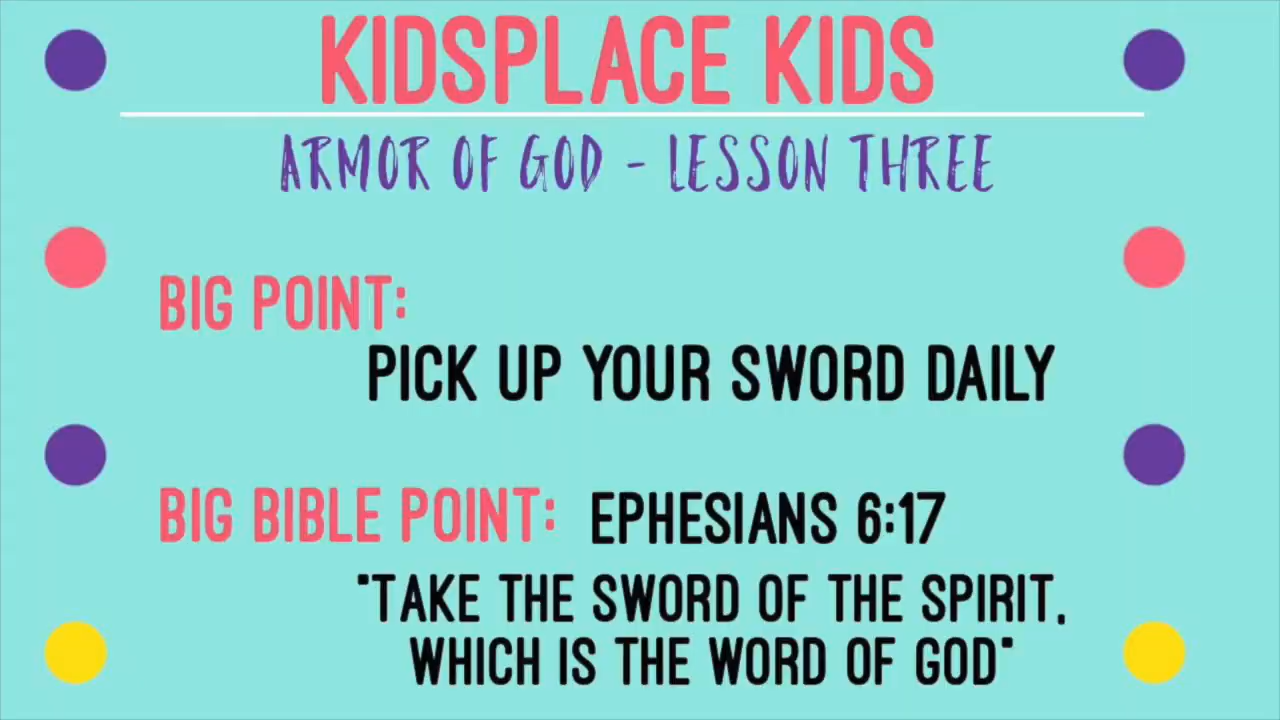 KIDSPLACE KIDS
ARMOR OF GOD - LESSON THREE
BIG POINT:
PICK UP YOUR SWORD DAILY
BIG BIBLE POINT: EPHESIANS 6:17
"TAKE THE SWORD OF THE SPIRIT,
WHICH IS THE WORD OF GOD"